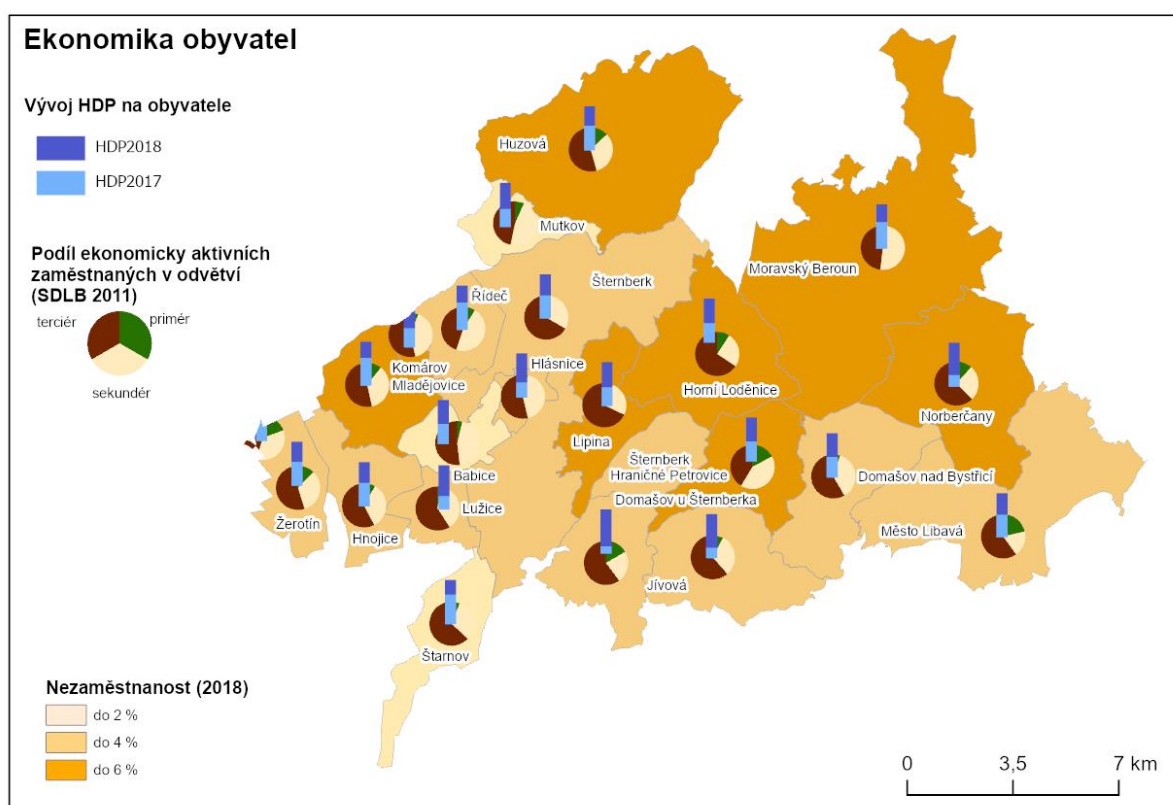 Ekonomika obyvatel
Vývoj HDP na obyvatele
HDP2018
HDP2017
Podíl ekonomicky aktivních
zaměstnaných v odvětví
(SDLB 2011)
terciér
primér
sekundér
Huzová
Mutkov
Moravský Beroun
Šternberk
Řídeč
Komárov
Mladějovice
Hlásnice
Horní Loděnice
Norberčany
Lipina
Šternberk
Hraničné Petrovice
Domašov u Šternberka
Domašov nad Bystřicí
Babice
Lužice
Město Libavá
Žerotín
Hnojice
Jívová
Štarnov
Nezaměstnanost (2018)
do 2 %
do 4 %
do 6 %
0 3,5 7 km